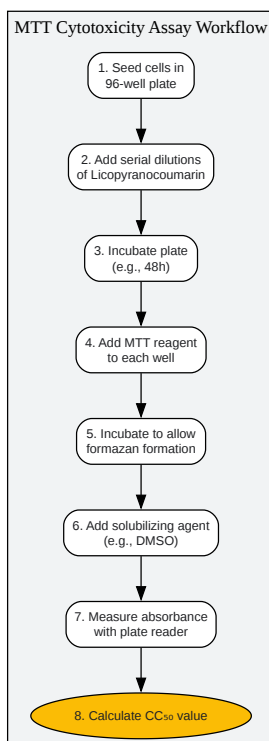 MTT Cytotoxicity Assay Workflow
1. Seed cells in
96-well plate
2. Add serial dilutions
of Licopyranocoumarin
3. Incubate plate
(e.g., 48h)
4. Add MTT reagent
to each well
5. Incubate to allow
formazan formation
6. Add solubilizing agent
(e.g., DMSO)
7. Measure absorbance
with plate reader
8. Calculate CC₅₀ value